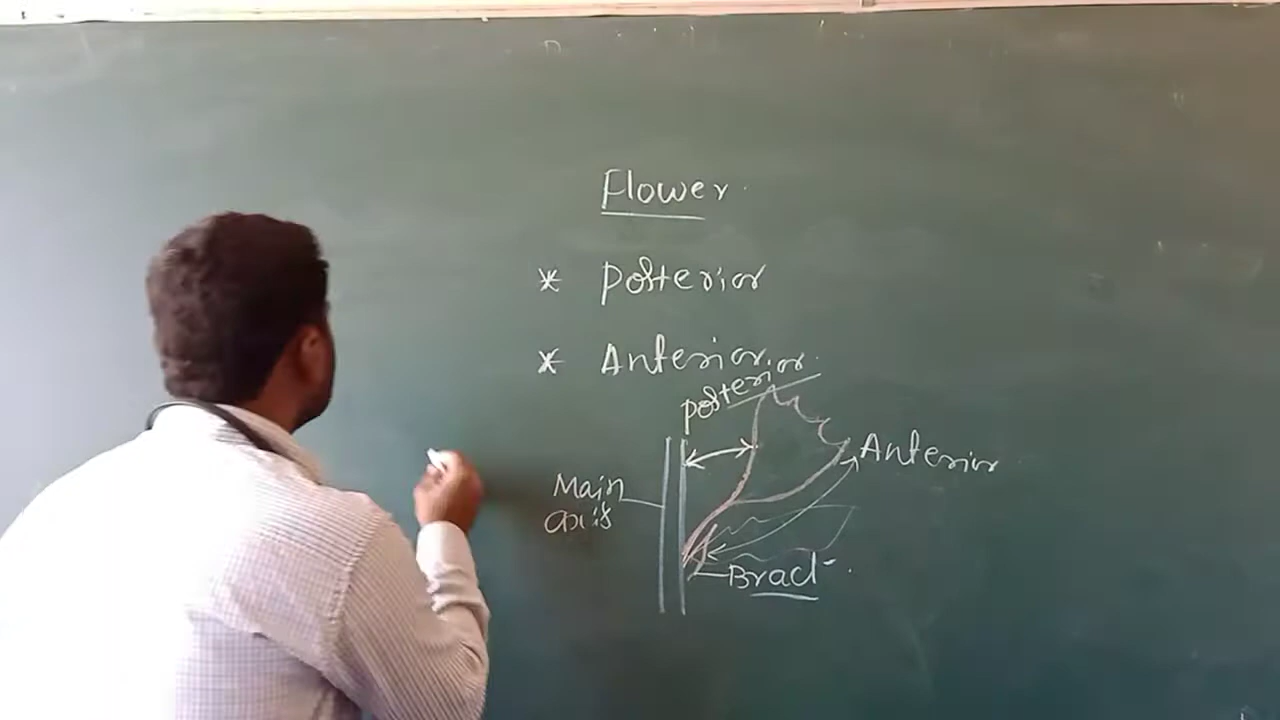 Flower.
* Posterior
* Anterior.
Posterior.
Anterior
Main
axis
Bract.